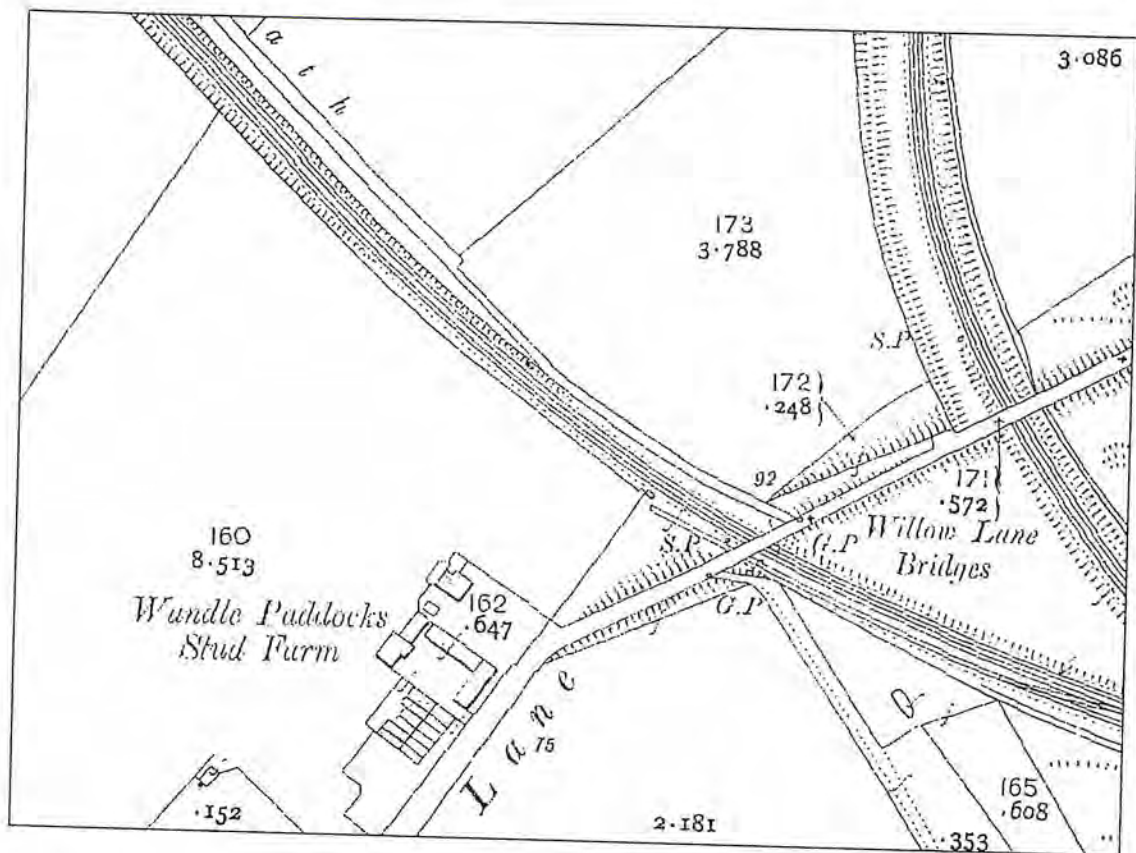 a t h
3·086
173
3·788
S.P
172
·248
92
171
·572
Willow Lane
Bridges
160
8·513
S.P.
G.P
G.P
Wandle Paddocks
Stud Farm
162
·647
Lane
75
165
·608
·152
2·181
·353